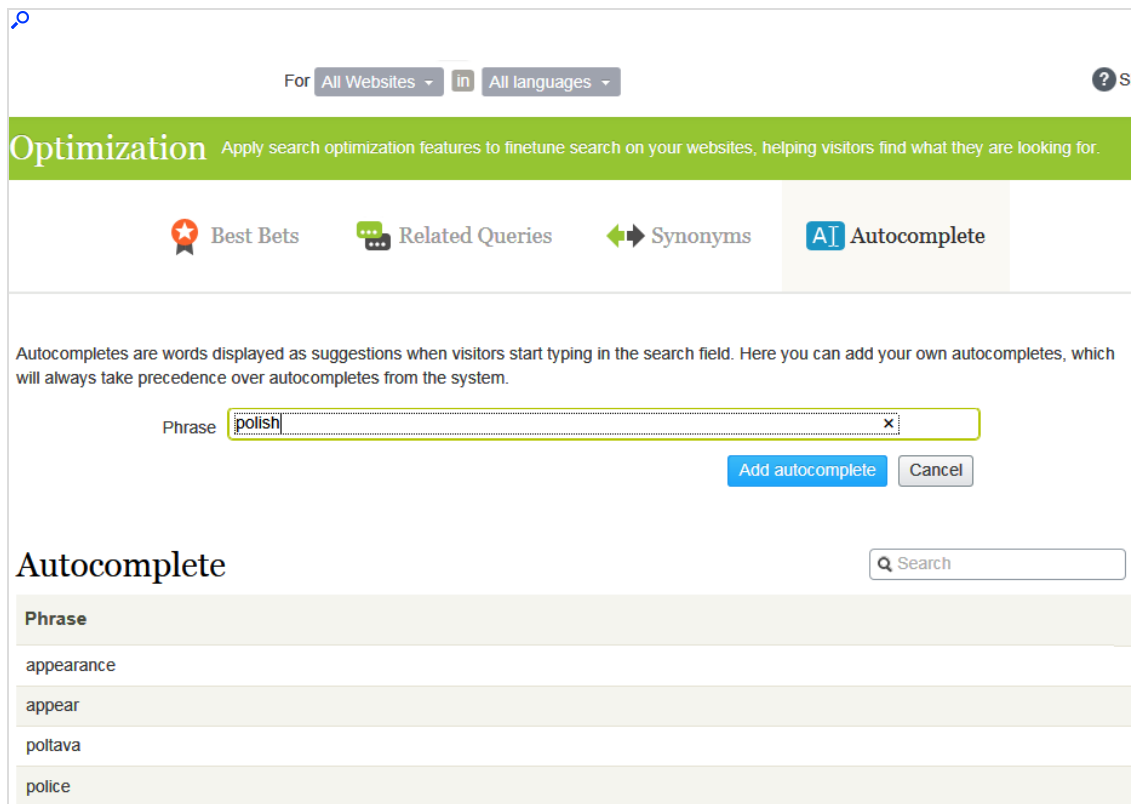 For All Websites in All languages ? S
Optimization Apply search optimization features to finetune search on your websites, helping visitors find what they are looking for.
Best Bets Related Queries Synonyms AI Autocomplete
Autocompletes are words displayed as suggestions when visitors start typing in the search field. Here you can add your own autocompletes, which
will always take precedence over autocompletes from the system.
Phrase polish ×
Add autocomplete Cancel
Autocomplete Search
Phrase
appearance
appear
poltava
police